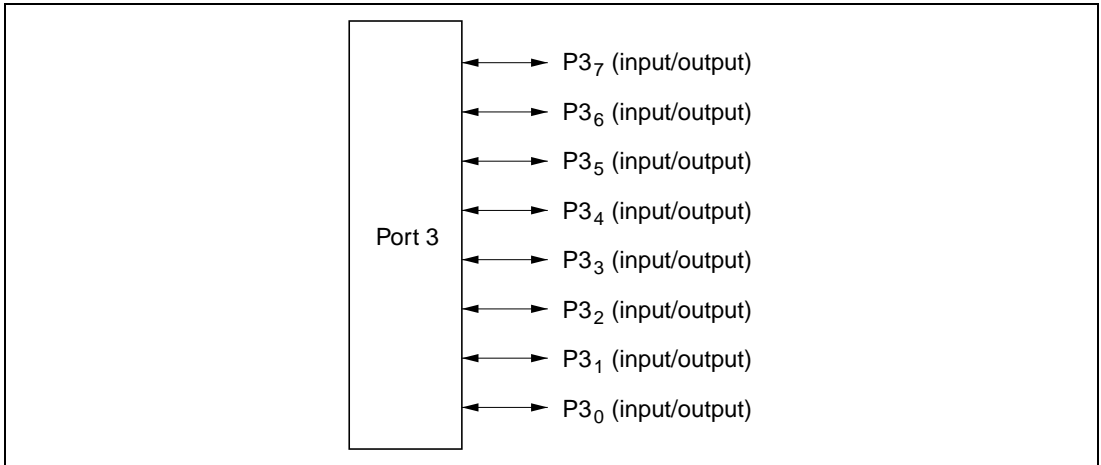 P3₇ (input/output)
P3₆ (input/output)
P3₅ (input/output)
P3₄ (input/output)
Port 3
P3₃ (input/output)
P3₂ (input/output)
P3₁ (input/output)
P3₀ (input/output)